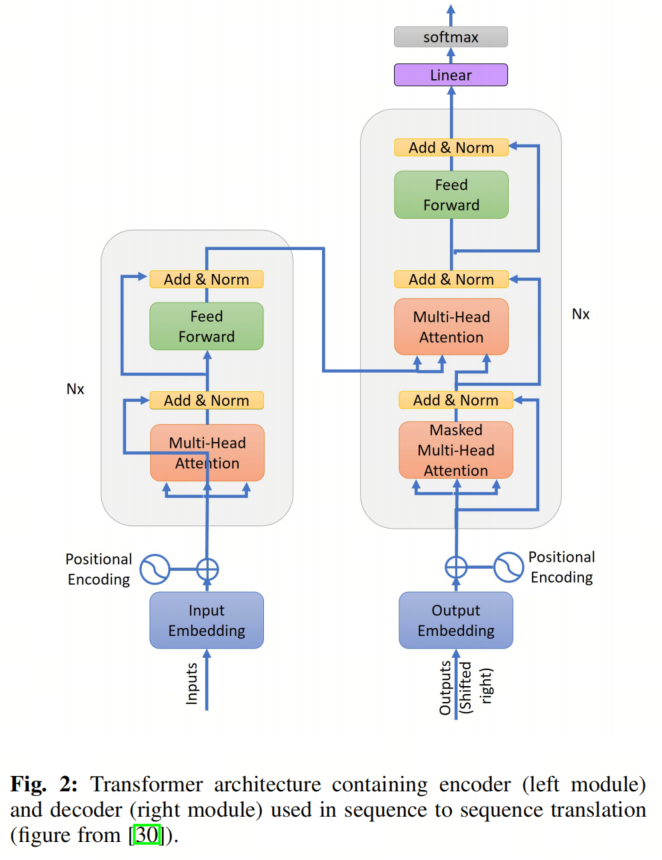 softmax
Linear
Add & Norm
Feed
Forward
Add & Norm
Multi-Head
Attention
Nx
Add & Norm
Masked
Multi-Head
Attention
Positional
Encoding
Output
Embedding
Outputs
(Shifted
right)
Add & Norm
Feed
Forward
Nx
Add & Norm
Multi-Head
Attention
Positional
Encoding
Input
Embedding
Inputs
Fig. 2: Transformer architecture containing encoder (left module)
and decoder (right module) used in sequence to sequence translation
(figure from [30]).